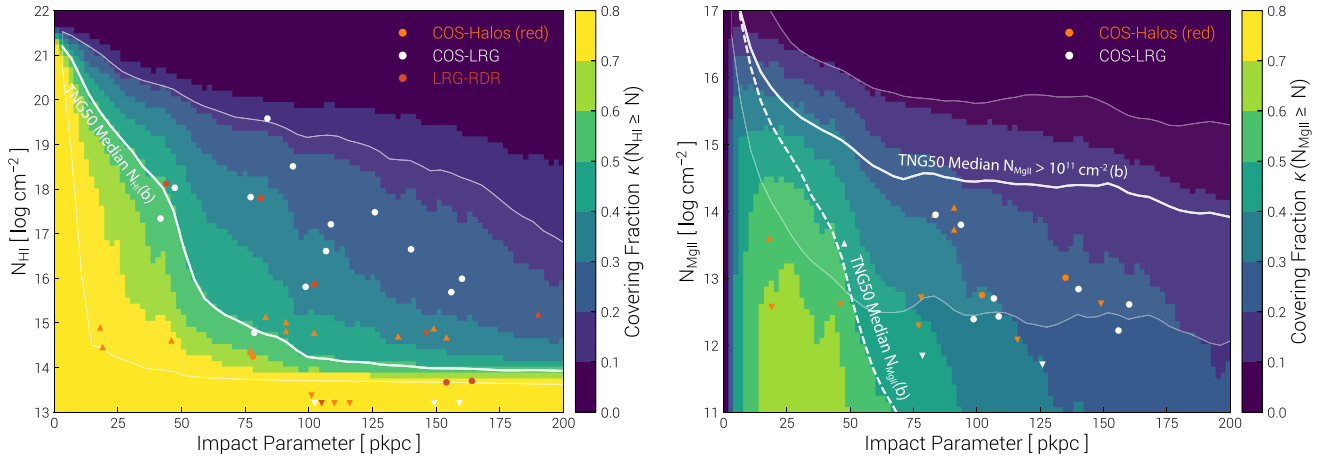 22
21
20
19
18
17
16
15
14
13
N_HI [ log cm⁻² ]
0 25 50 75 100 125 150 175 200
Impact Parameter [ pkpc ]
COS-Halos (red)
COS-LRG
LRG-RDR
TNG50 Median N_HI(b)
0.8
0.7
0.6
0.5
0.4
0.3
0.2
0.1
0.0
Covering Fraction κ (N_HI ≥ N)
17
16
15
14
13
12
11
N_MgII [ log cm⁻² ]
0 25 50 75 100 125 150 175 200
Impact Parameter [ pkpc ]
COS-Halos (red)
COS-LRG
TNG50 Median N_MgII > 10¹¹ cm⁻² (b)
TNG50 Median N_MgII(b)
0.8
0.7
0.6
0.5
0.4
0.3
0.2
0.1
0.0
Covering Fraction κ (N_MgII ≥ N)